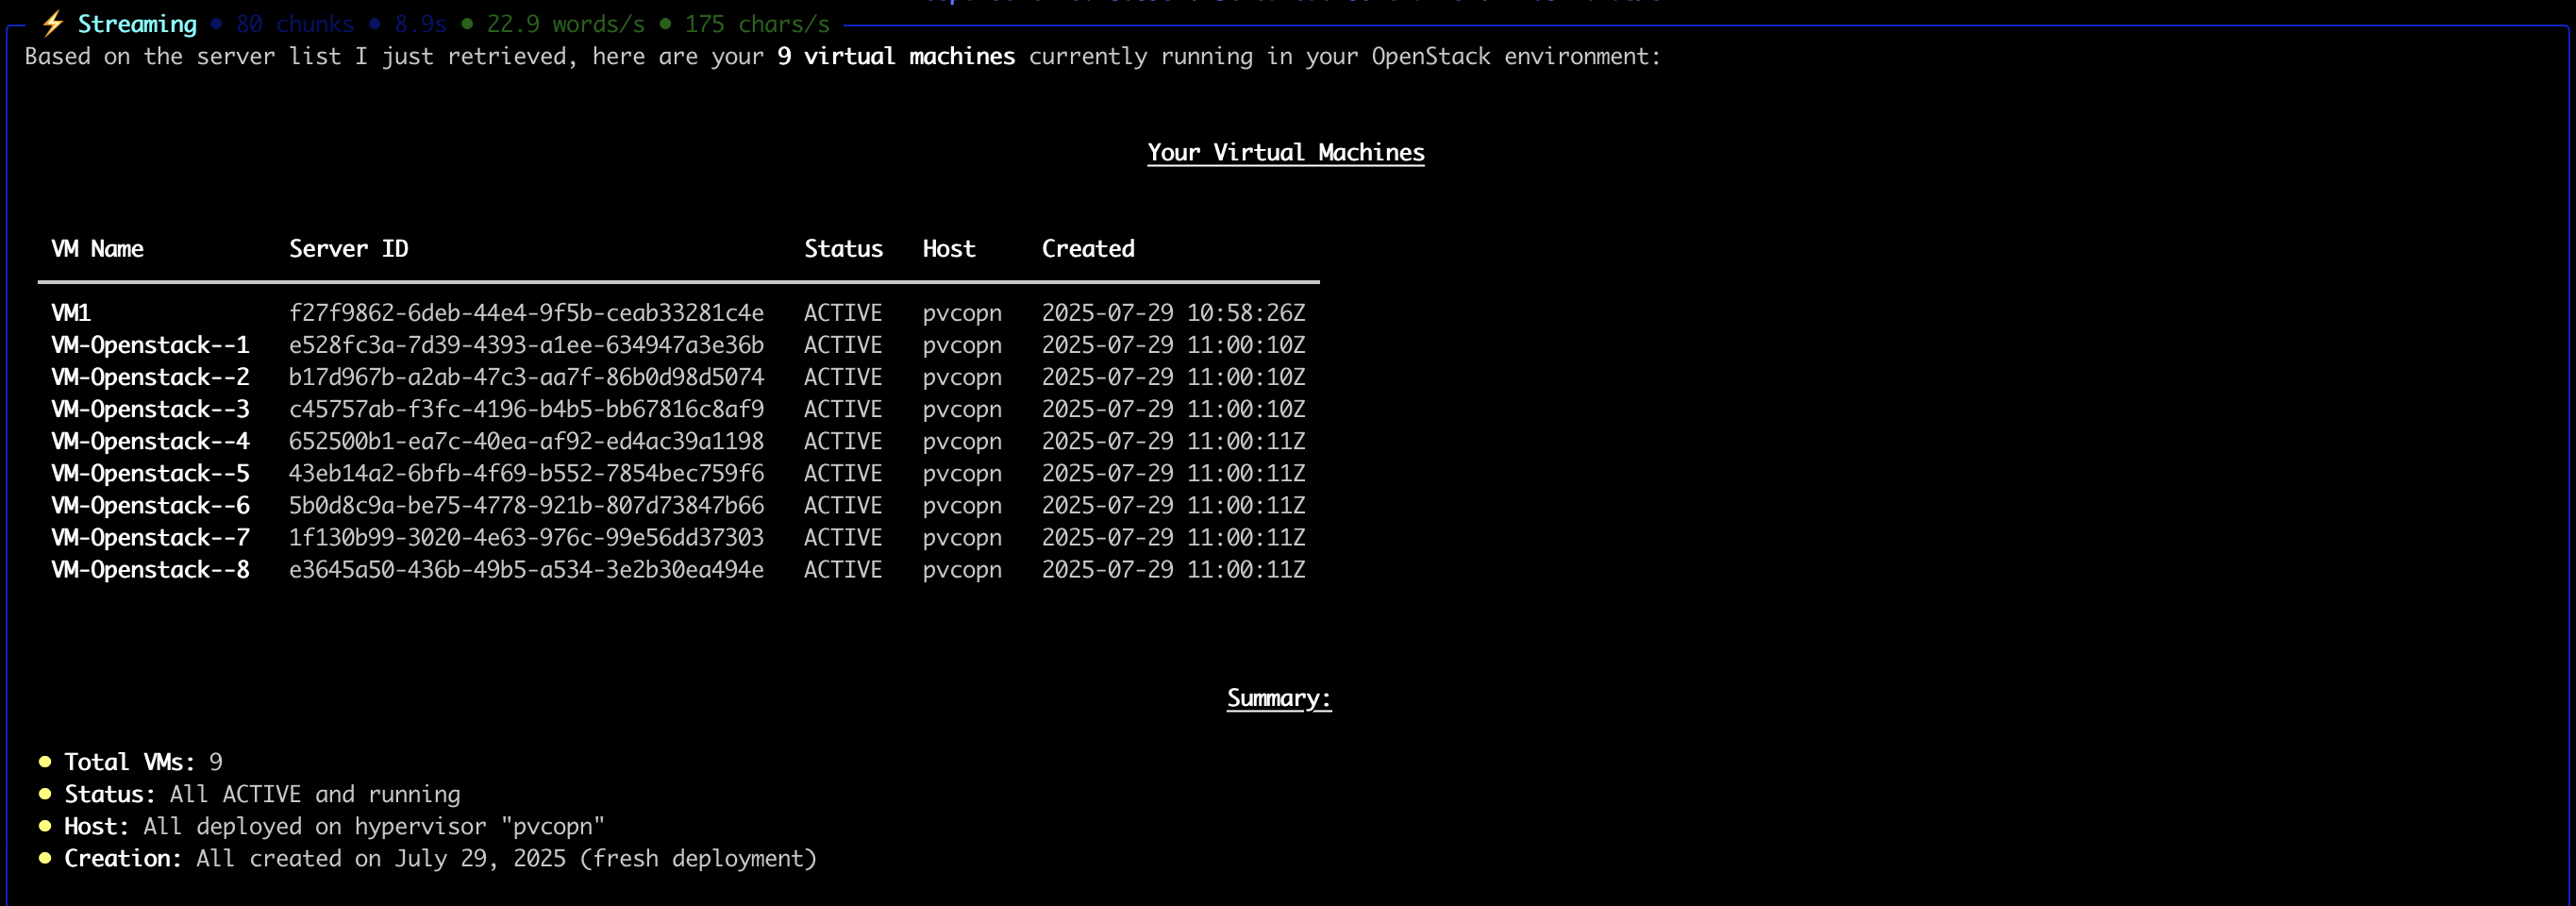 ⚡ Streaming ● 80 chunks ● 8.9s ● 22.9 words/s ● 175 chars/s
Based on the server list I just retrieved, here are your 9 virtual machines currently running in your OpenStack environment:
Your Virtual Machines
VM Name Server ID Status Host Created
VM1 f27f9862-6deb-44e4-9f5b-ceab33281c4e ACTIVE pvcopn 2025-07-29 10:58:26Z
VM-Openstack--1 e528fc3a-7d39-4393-a1ee-634947a3e36b ACTIVE pvcopn 2025-07-29 11:00:10Z
VM-Openstack--2 b17d967b-a2ab-47c3-aa7f-86b0d98d5074 ACTIVE pvcopn 2025-07-29 11:00:10Z
VM-Openstack--3 c45757ab-f3fc-4196-b4b5-bb67816c8af9 ACTIVE pvcopn 2025-07-29 11:00:10Z
VM-Openstack--4 652500b1-ea7c-40ea-af92-ed4ac39a1198 ACTIVE pvcopn 2025-07-29 11:00:11Z
VM-Openstack--5 43eb14a2-6bfb-4f69-b552-7854bec759f6 ACTIVE pvcopn 2025-07-29 11:00:11Z
VM-Openstack--6 5b0d8c9a-be75-4778-921b-807d73847b66 ACTIVE pvcopn 2025-07-29 11:00:11Z
VM-Openstack--7 1f130b99-3020-4e63-976c-99e56dd37303 ACTIVE pvcopn 2025-07-29 11:00:11Z
VM-Openstack--8 e3645a50-436b-49b5-a534-3e2b30ea494e ACTIVE pvcopn 2025-07-29 11:00:11Z
Summary:
● Total VMs: 9
● Status: All ACTIVE and running
● Host: All deployed on hypervisor "pvcopn"
● Creation: All created on July 29, 2025 (fresh deployment)